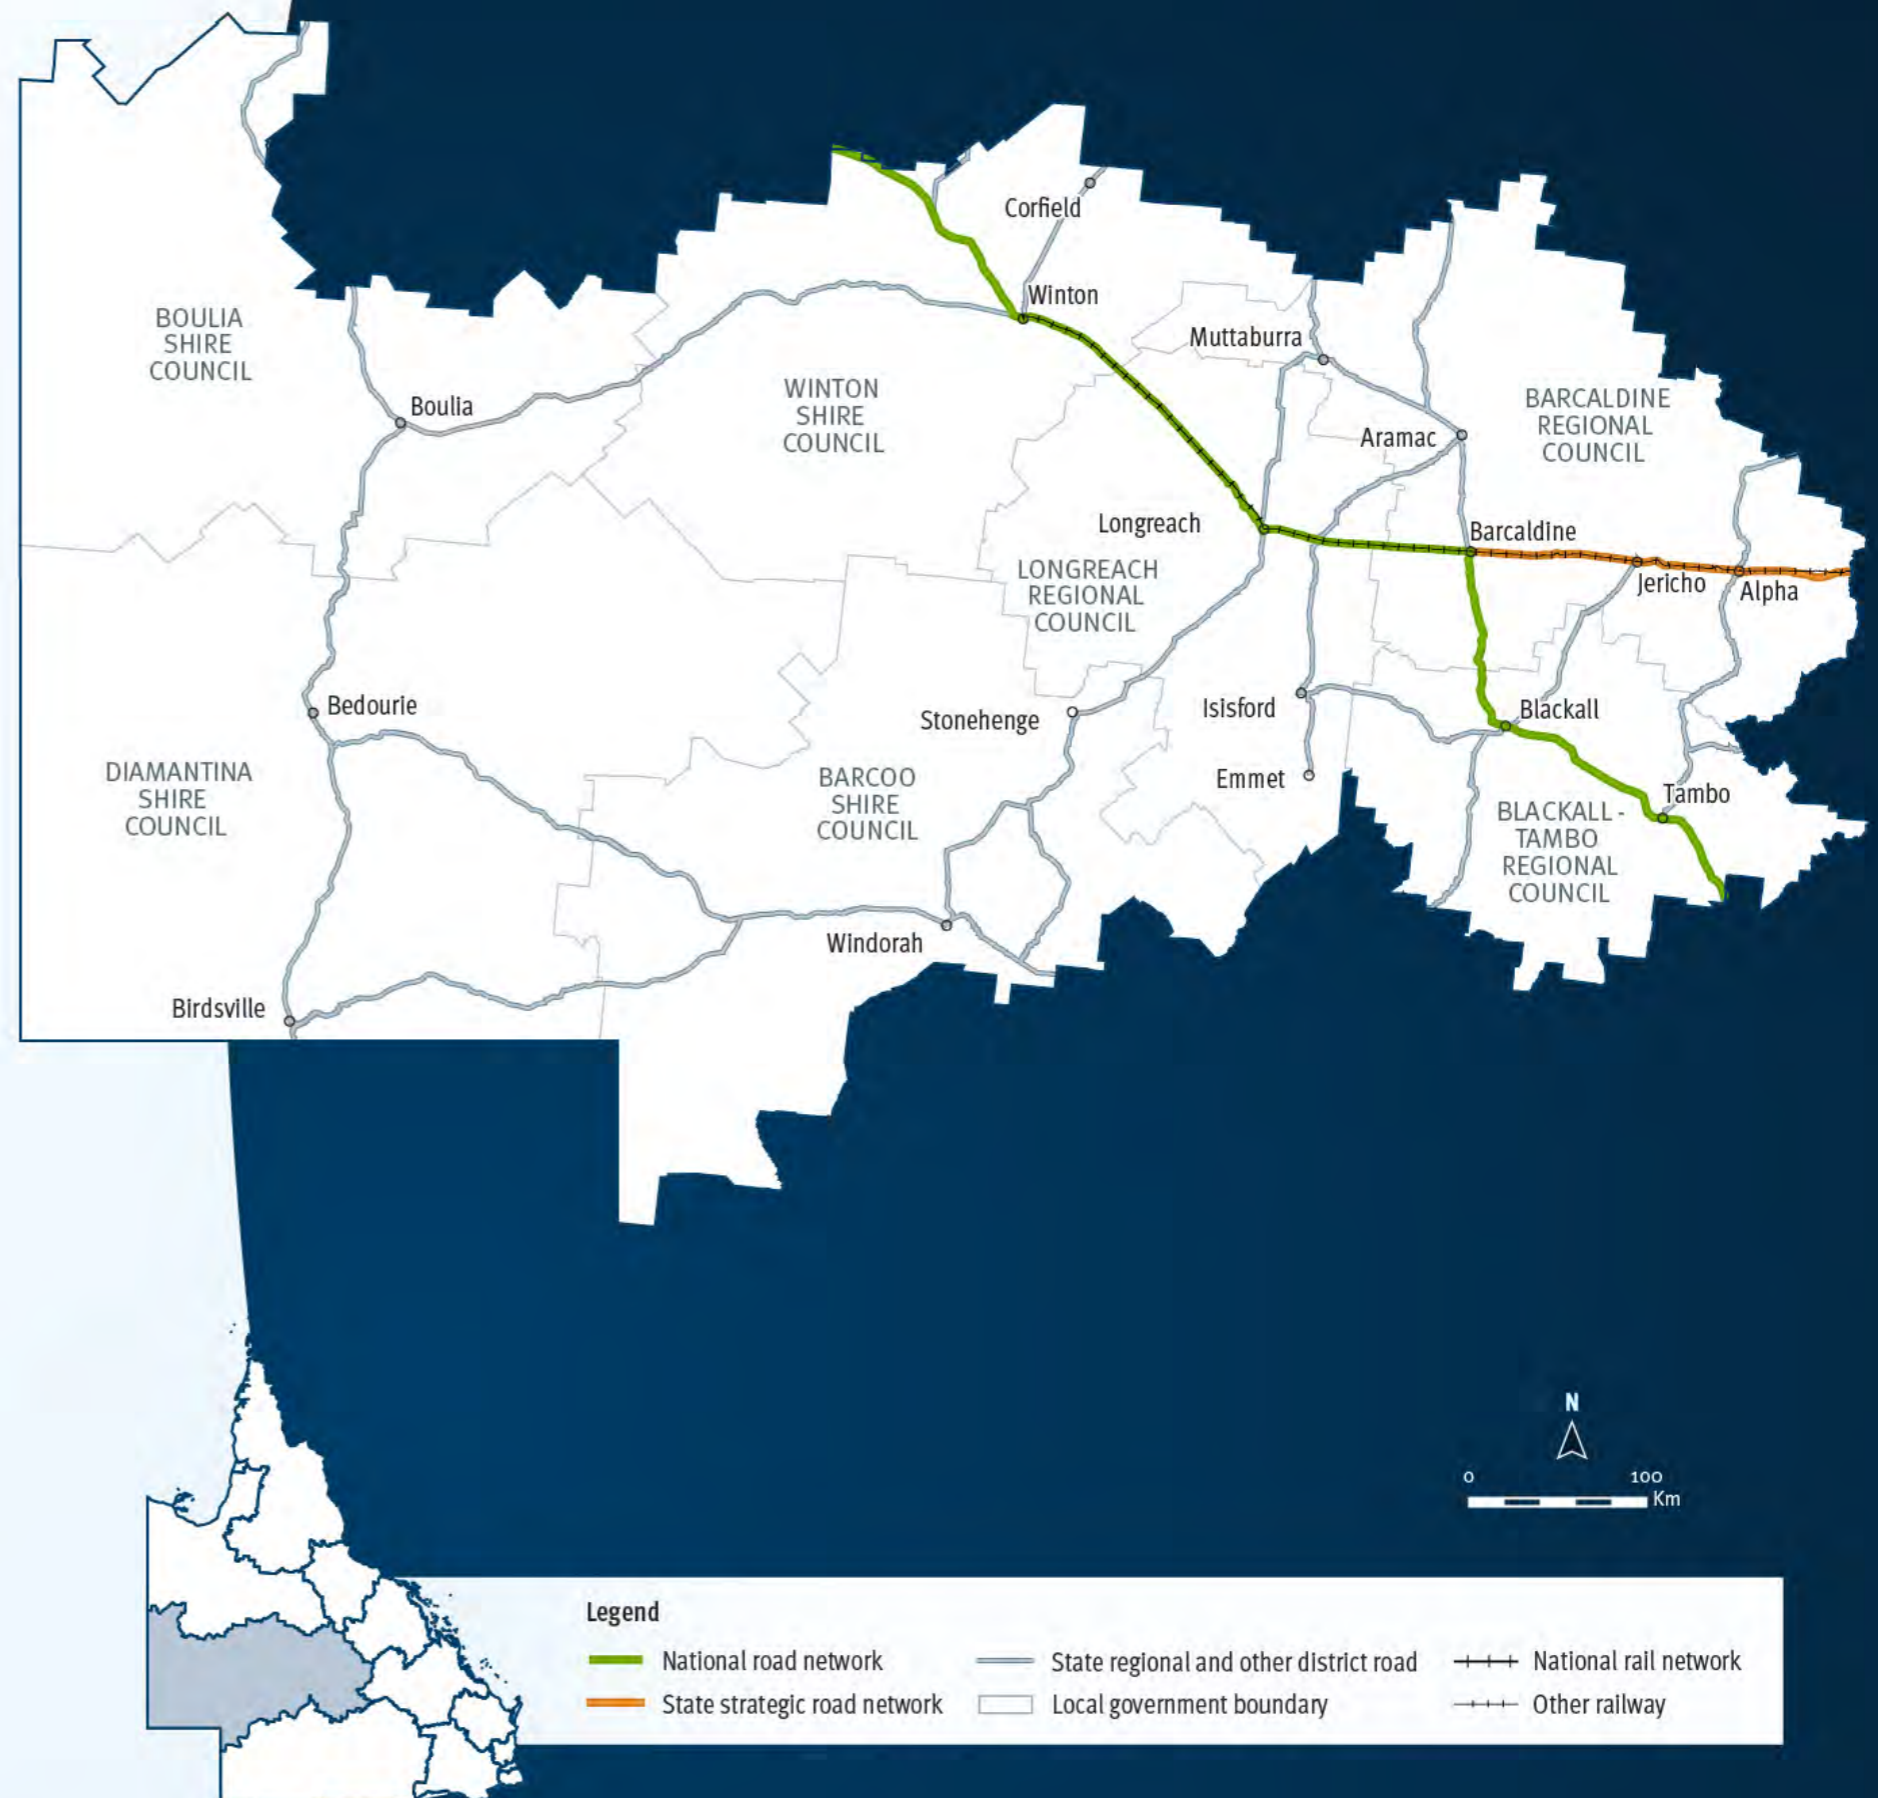 Corfield
Winton
BOULIA
SHIRE
COUNCIL
Muttaburra
WINTON
SHIRE
COUNCIL
Boulia
BARCALDINE
REGIONAL
COUNCIL
Aramac
Longreach
Barcaldine
LONGREACH
REGIONAL
COUNCIL
Jericho
Alpha
Bedourie
Stonehenge
Isisford
Blackall
DIAMANTINA
SHIRE
COUNCIL
BARCOO
SHIRE
COUNCIL
Emmet
Tambo
BLACKALL -
TAMBO
REGIONAL
COUNCIL
Windorah
Birdsville
N
0 100
Km
Legend
National road network
State strategic road network
State regional and other district road
Local government boundary
National rail network
Other railway